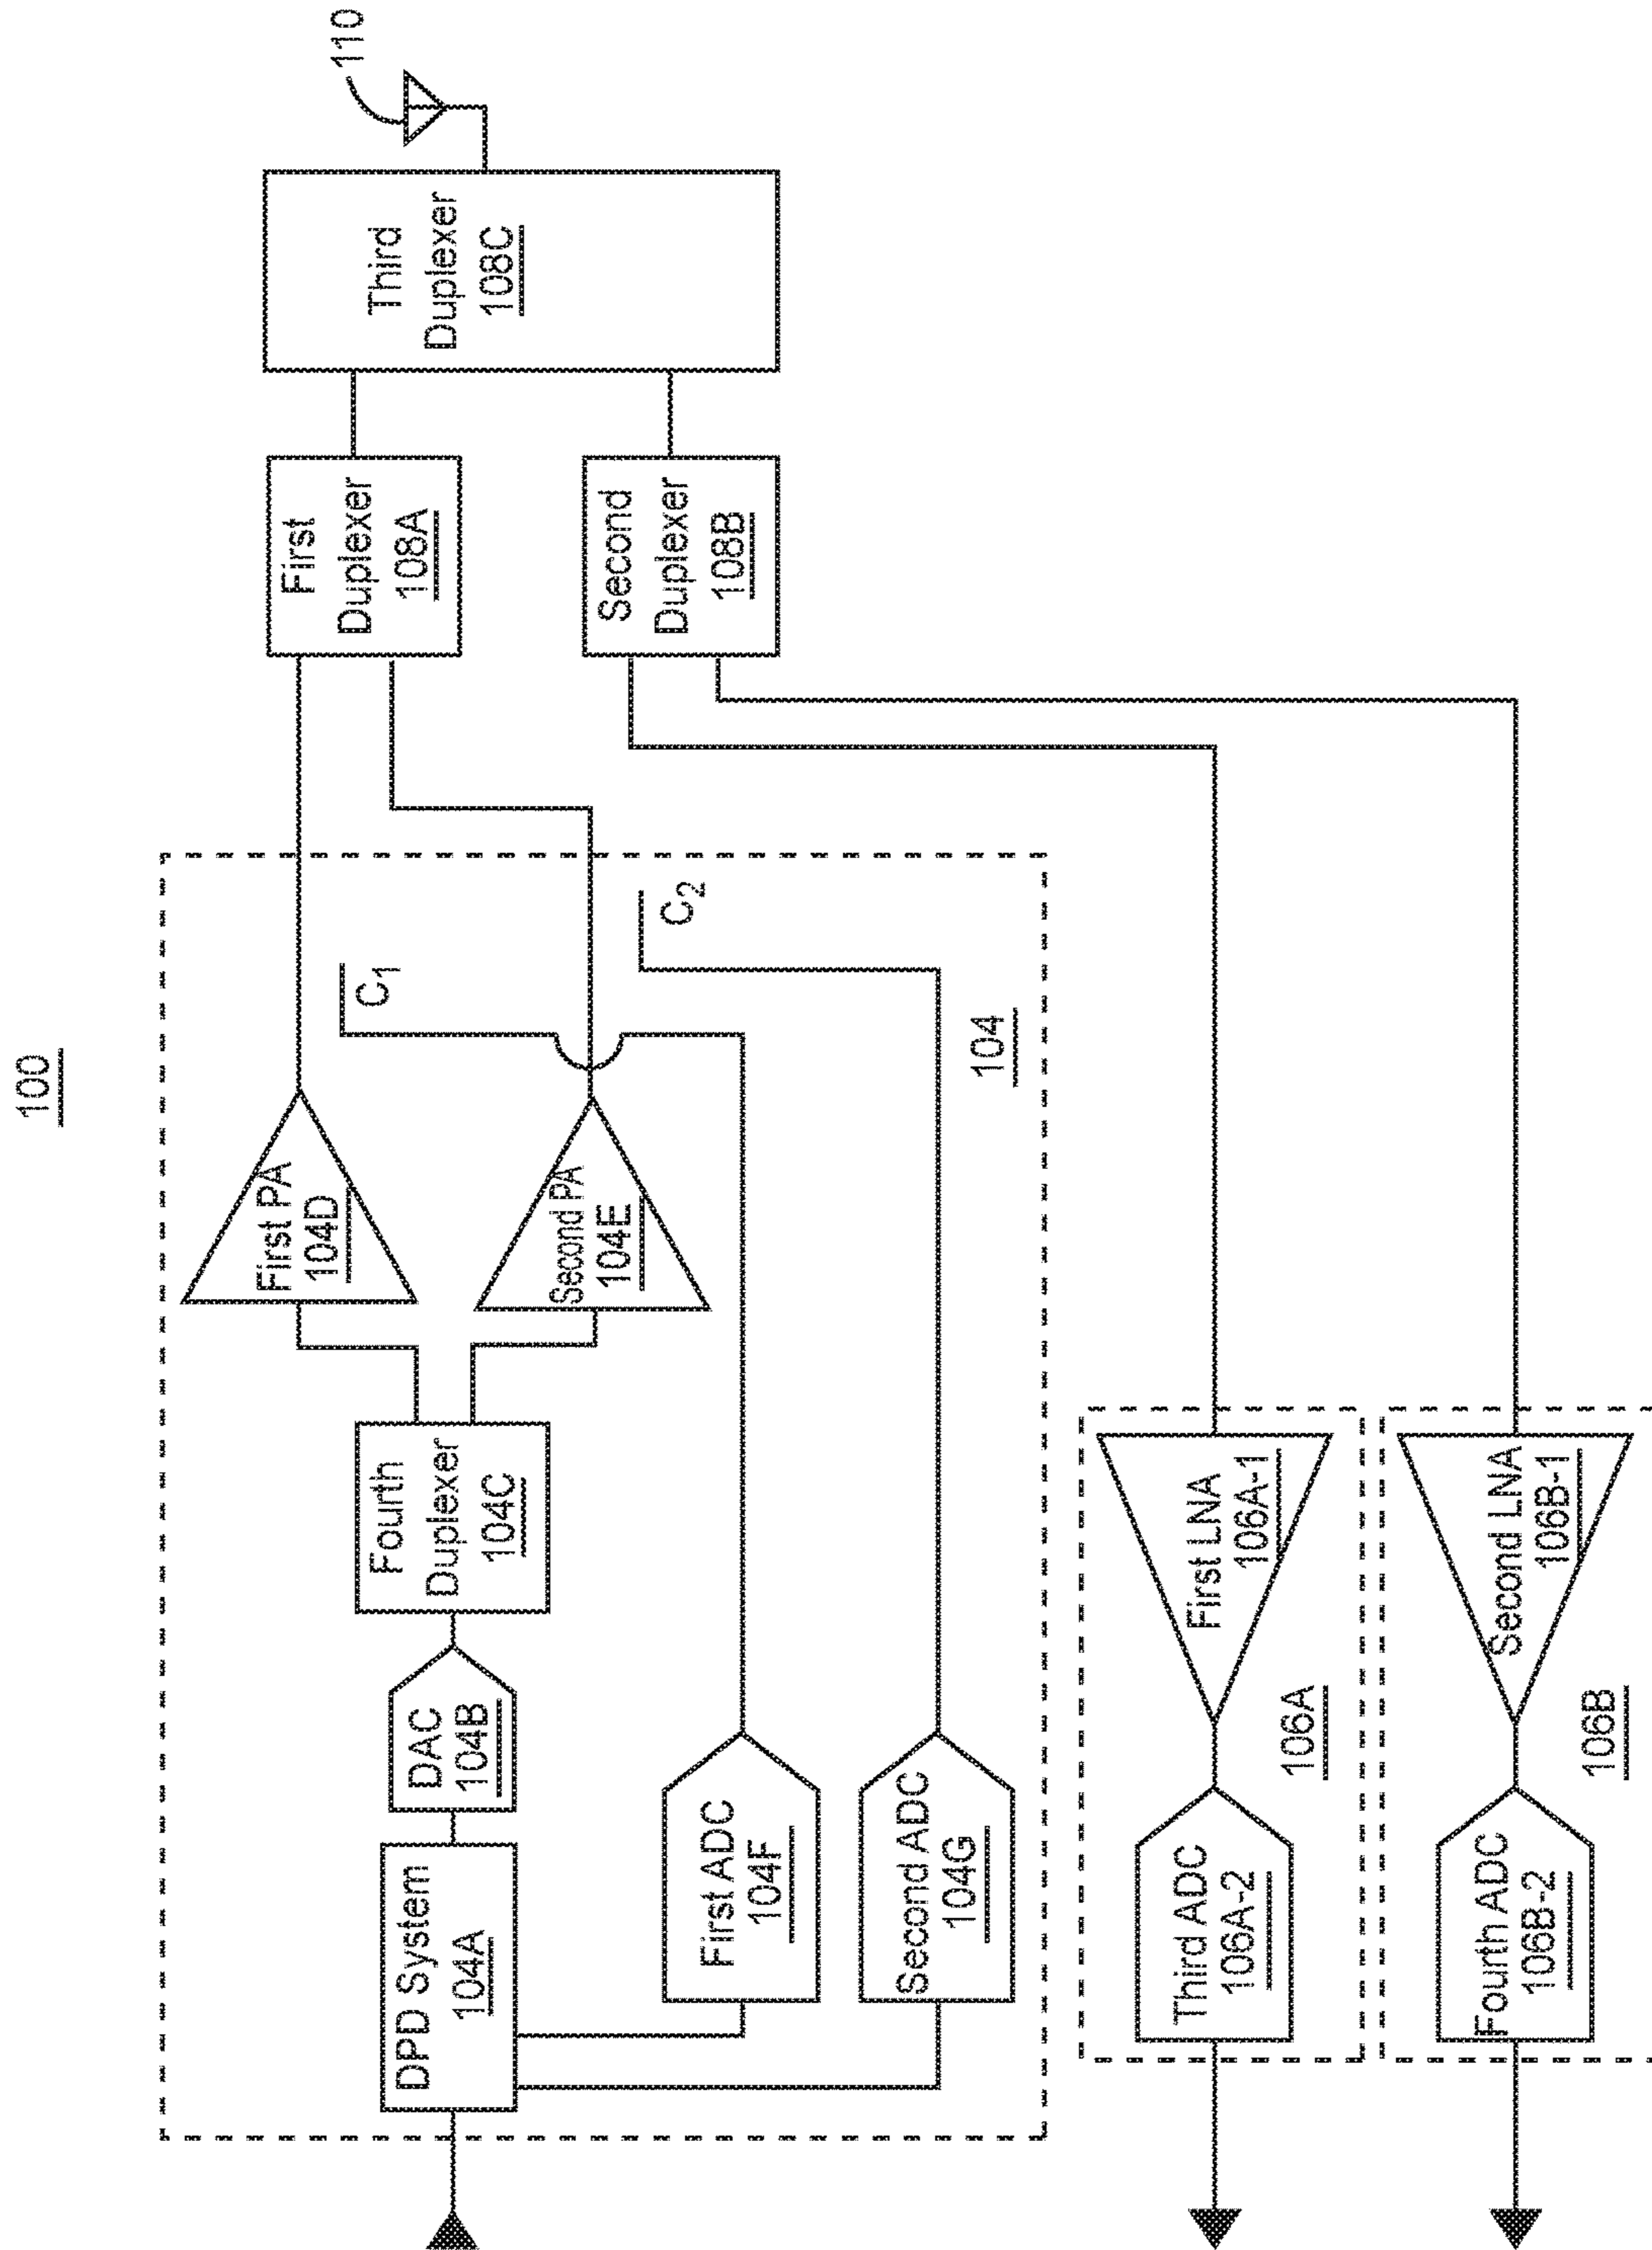 100
110
Third
Duplexer
108C
First
Duplexer
108A
Second
Duplexer
108B
C1
C2
104
First PA
104D
Second PA
104E
Fourth
Duplexer
104C
DAC
104B
DPD System
104A
First ADC
104F
Second ADC
104G
First LNA
106A-1
Third ADC
106A-2
106A
Second LNA
106B-1
Fourth ADC
106B-2
106B